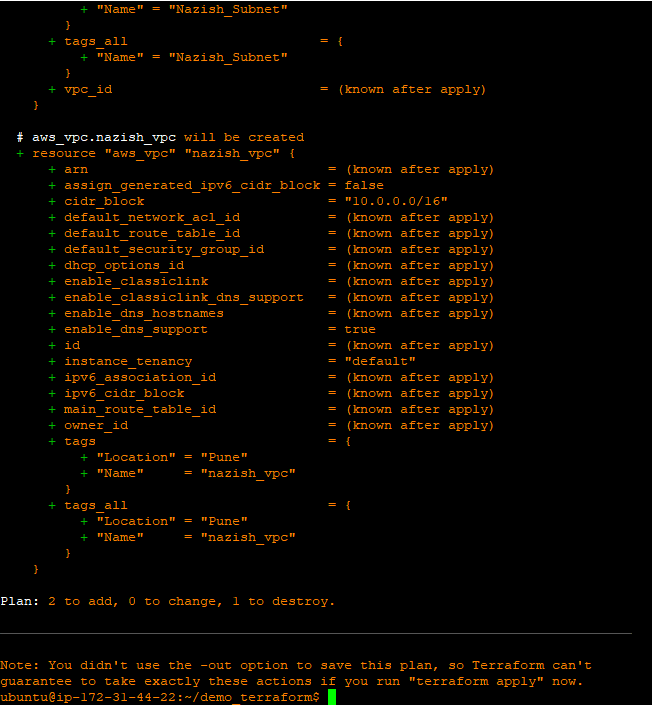 + "Name" = "Nazish_Subnet"
}
+ tags_all = {
+ "Name" = "Nazish_Subnet"
}
+ vpc_id = (known after apply)
}
# aws_vpc.nazish_vpc will be created
+ resource "aws_vpc" "nazish_vpc" {
+ arn = (known after apply)
+ assign_generated_ipv6_cidr_block = false
+ cidr_block = "10.0.0.0/16"
+ default_network_acl_id = (known after apply)
+ default_route_table_id = (known after apply)
+ default_security_group_id = (known after apply)
+ dhcp_options_id = (known after apply)
+ enable_classiclink = (known after apply)
+ enable_classiclink_dns_support = (known after apply)
+ enable_dns_hostnames = (known after apply)
+ enable_dns_support = true
+ id = (known after apply)
+ instance_tenancy = "default"
+ ipv6_association_id = (known after apply)
+ ipv6_cidr_block = (known after apply)
+ main_route_table_id = (known after apply)
+ owner_id = (known after apply)
+ tags = {
+ "Location" = "Pune"
+ "Name" = "nazish_vpc"
}
+ tags_all = {
+ "Location" = "Pune"
+ "Name" = "nazish_vpc"
}
}
Plan: 2 to add, 0 to change, 1 to destroy.
Note: You didn't use the -out option to save this plan, so Terraform can't
guarantee to take exactly these actions if you run "terraform apply" now.
ubuntu@ip-172-31-44-22:~/demo_terraform$